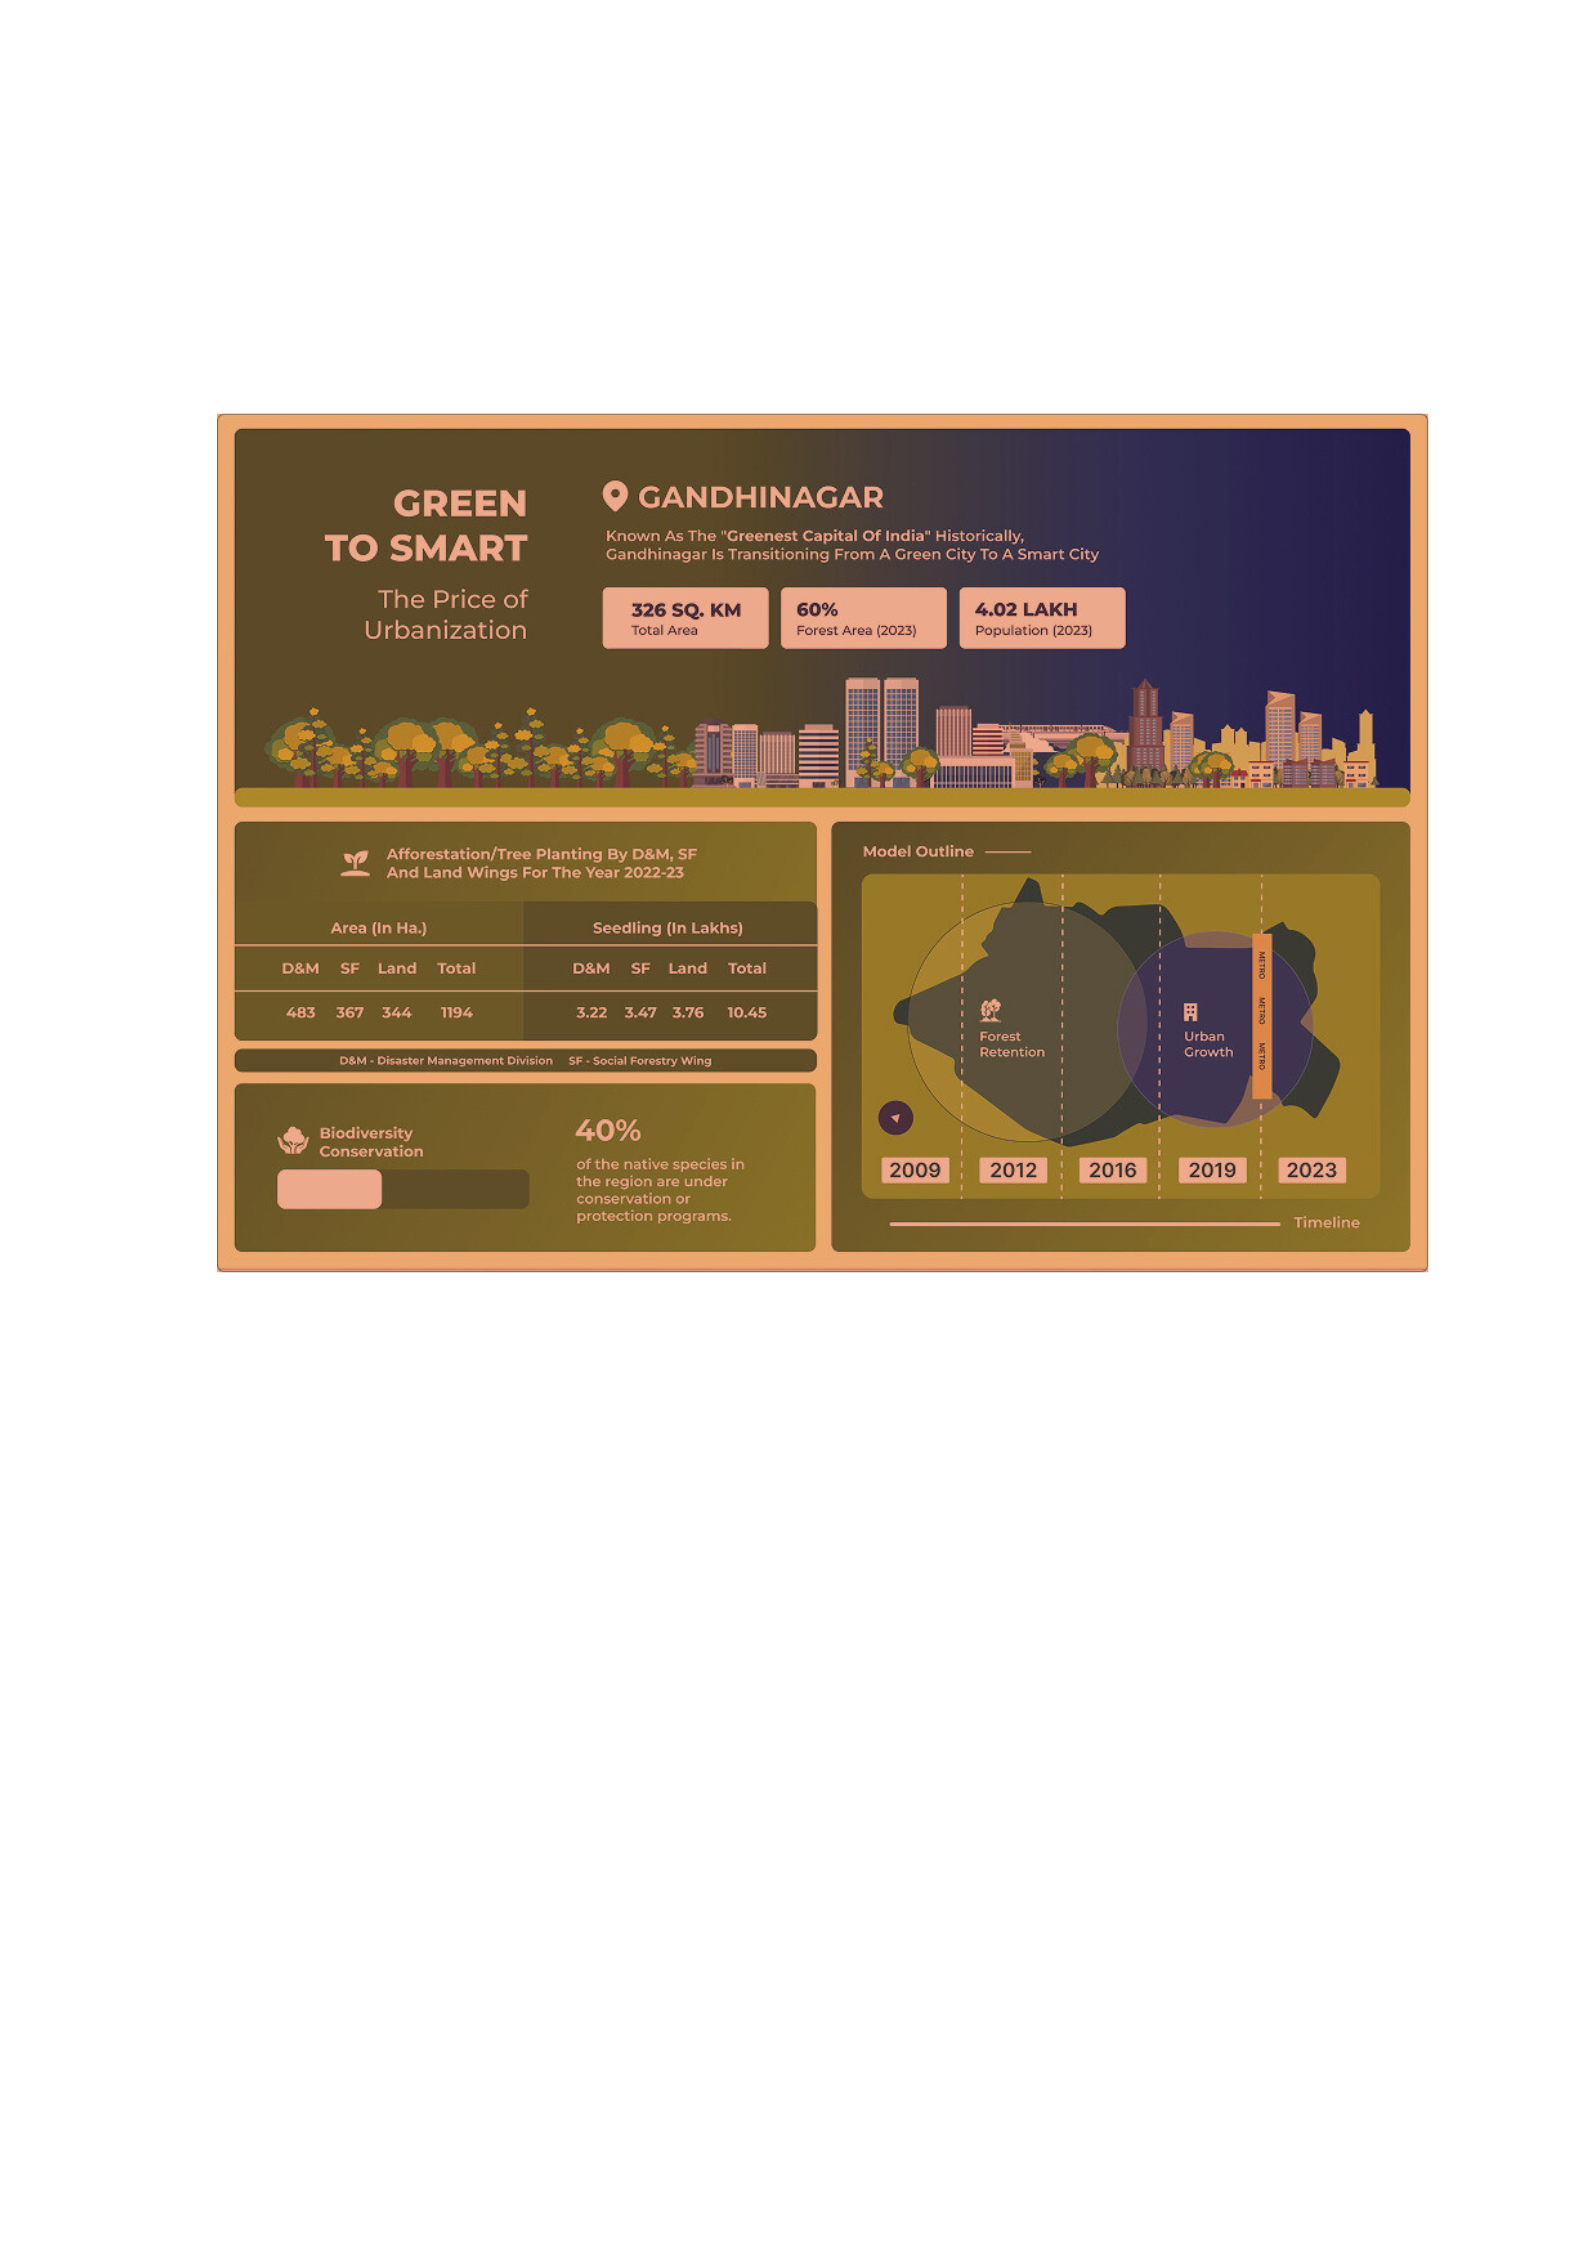 GREEN
TO SMART
The Price of
Urbanization
GANDHINAGAR
Known As The "Greenest Capital Of India" Historically,
Gandhinagar Is Transitioning From A Green City To A Smart City
326 SQ. KM
Total Area
60%
Forest Area (2023)
4.02 LAKH
Population (2023)
Afforestation/Tree Planting By D&M, SF
And Land Wings For The Year 2022-23
Area (In Ha.) Seedling (In Lakhs)
D&M SF Land Total D&M SF Land Total
483 367 344 1194 3.22 3.47 3.76 10.45
D&M - Disaster Management Division SF - Social Forestry Wing
Biodiversity
Conservation
40%
of the native species in
the region are under
conservation or
protection programs.
Model Outline
Forest
Retention
Urban
Growth
METRO
METRO
METRO
2009 2012 2016 2019 2023
Timeline